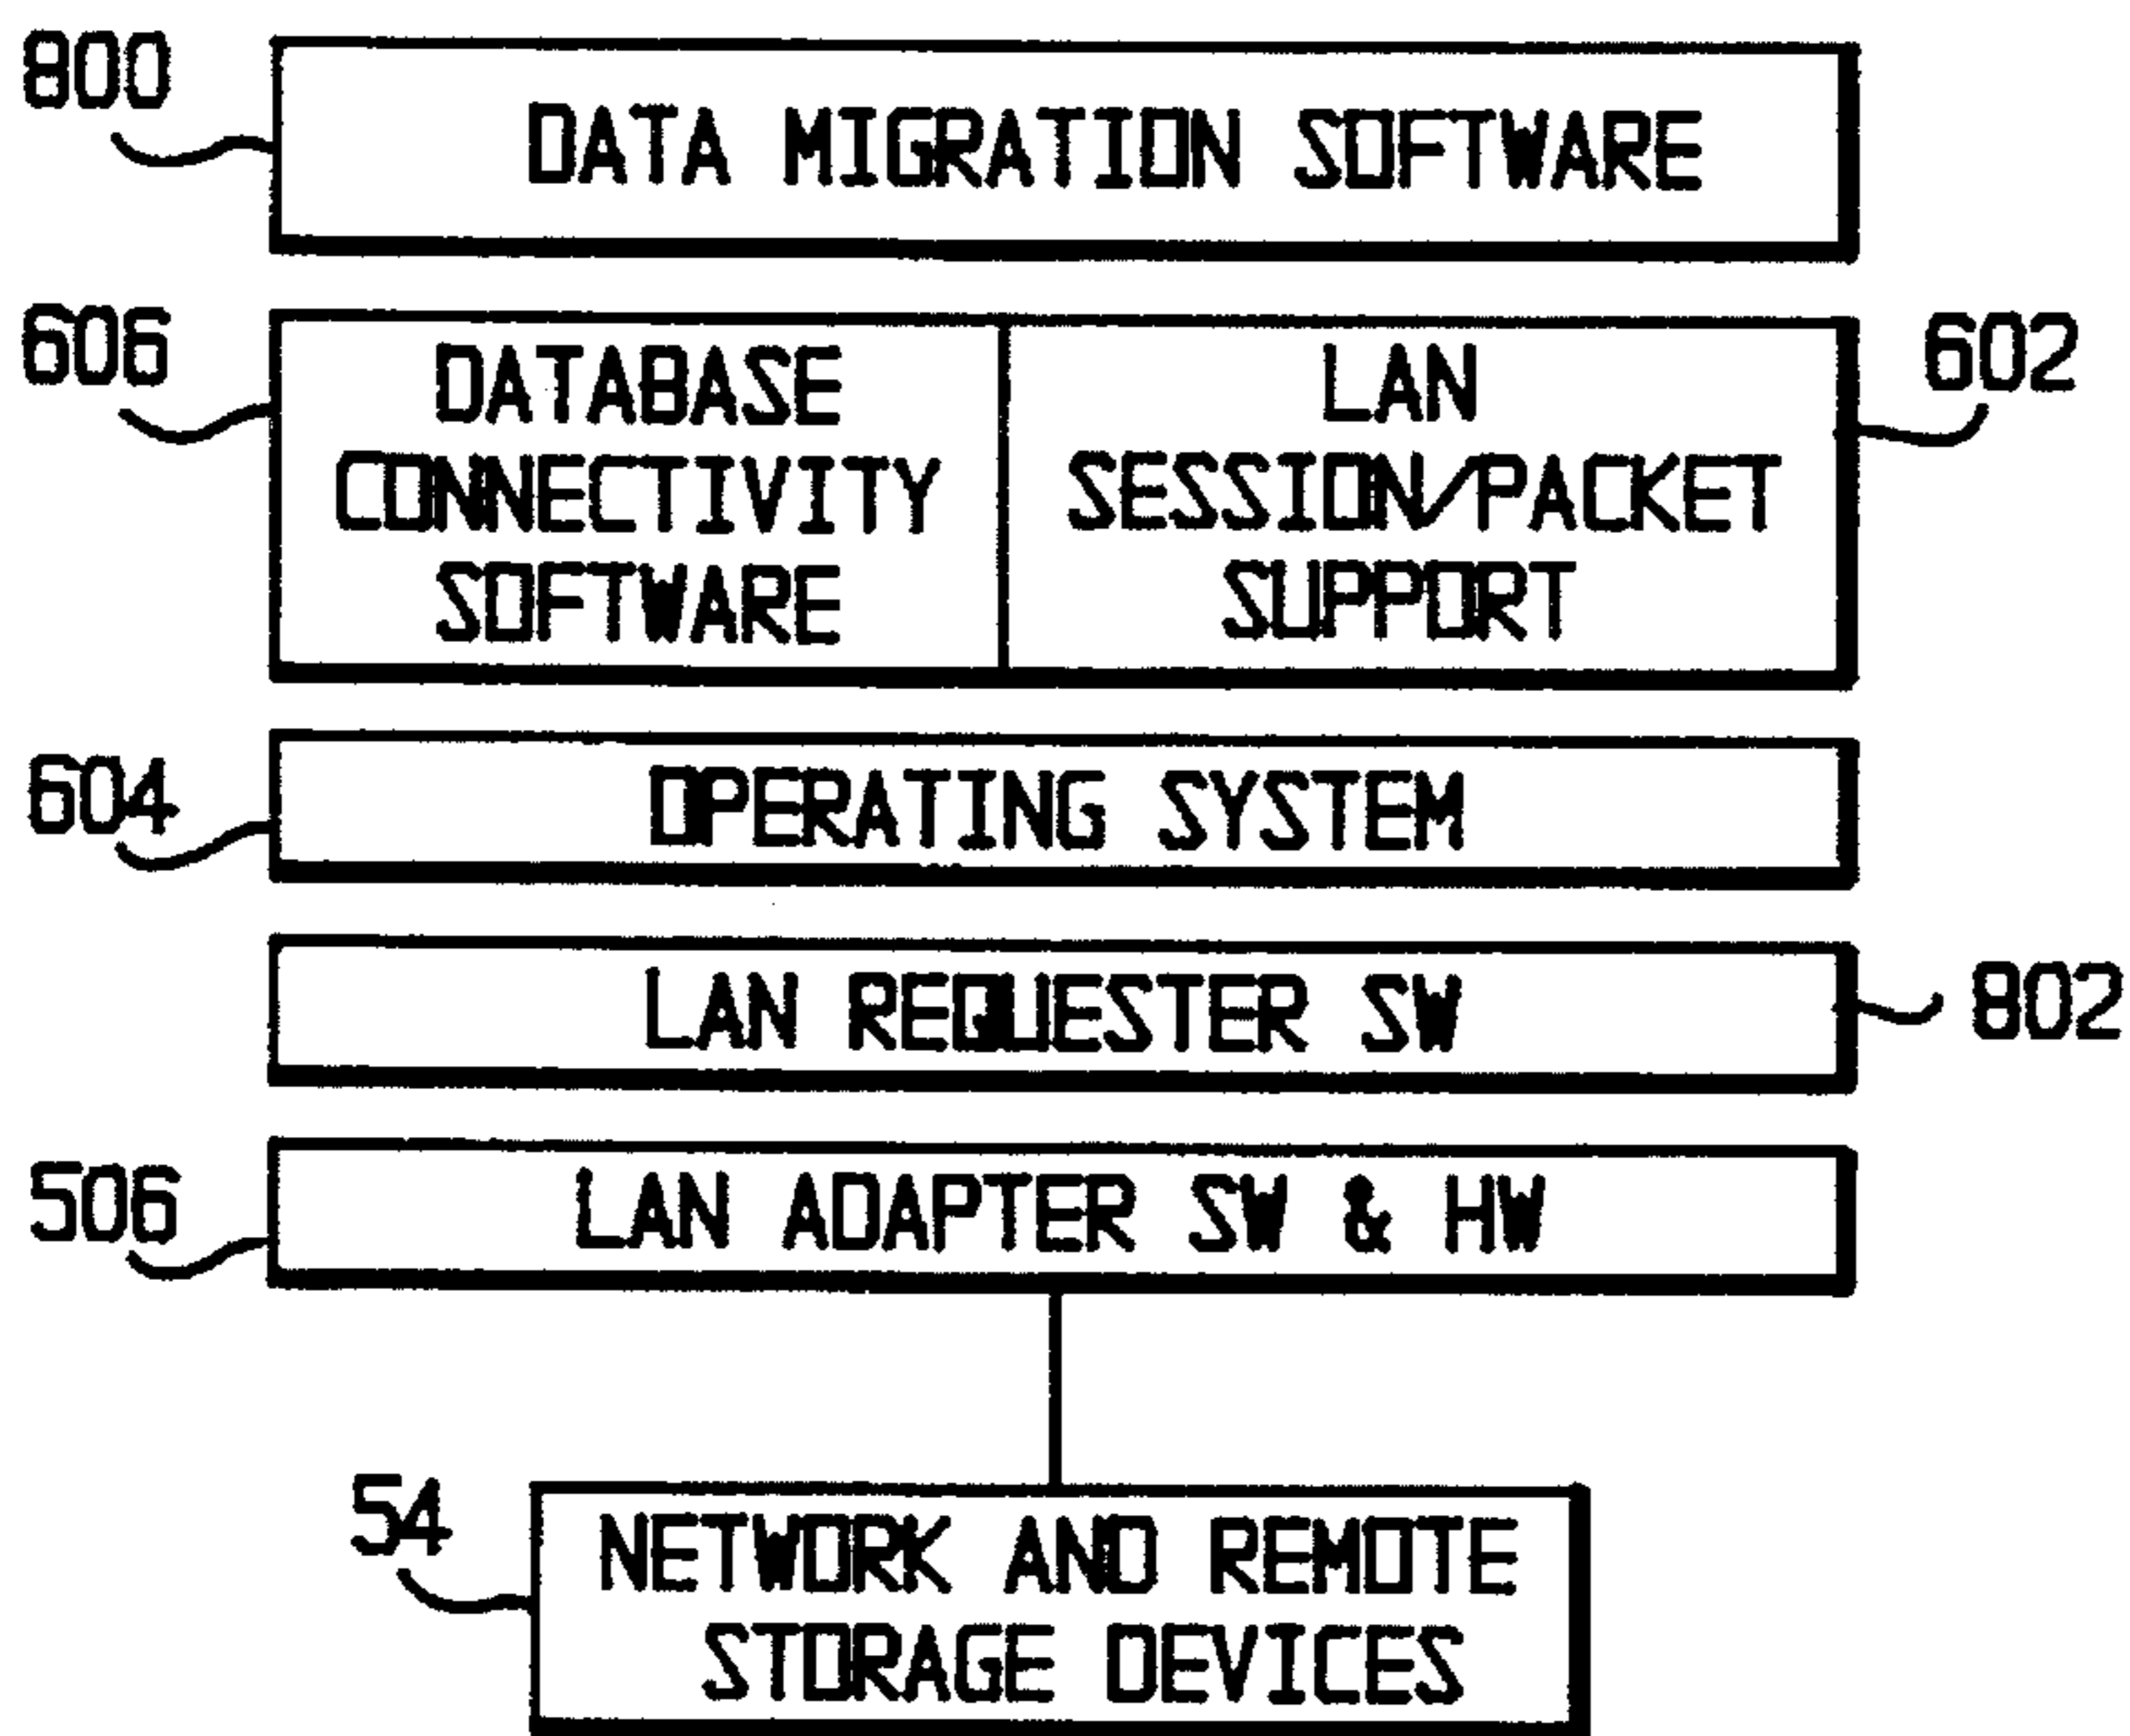 800
DATA MIGRATION SOFTWARE
606
DATABASE
CONNECTIVITY
SOFTWARE
LAN
SESSION/PACKET
SUPPORT
602
604
OPERATING SYSTEM
LAN REQUESTER SW
802
506
LAN ADAPTER SW & HW
54
NETWORK AND REMOTE
STORAGE DEVICES